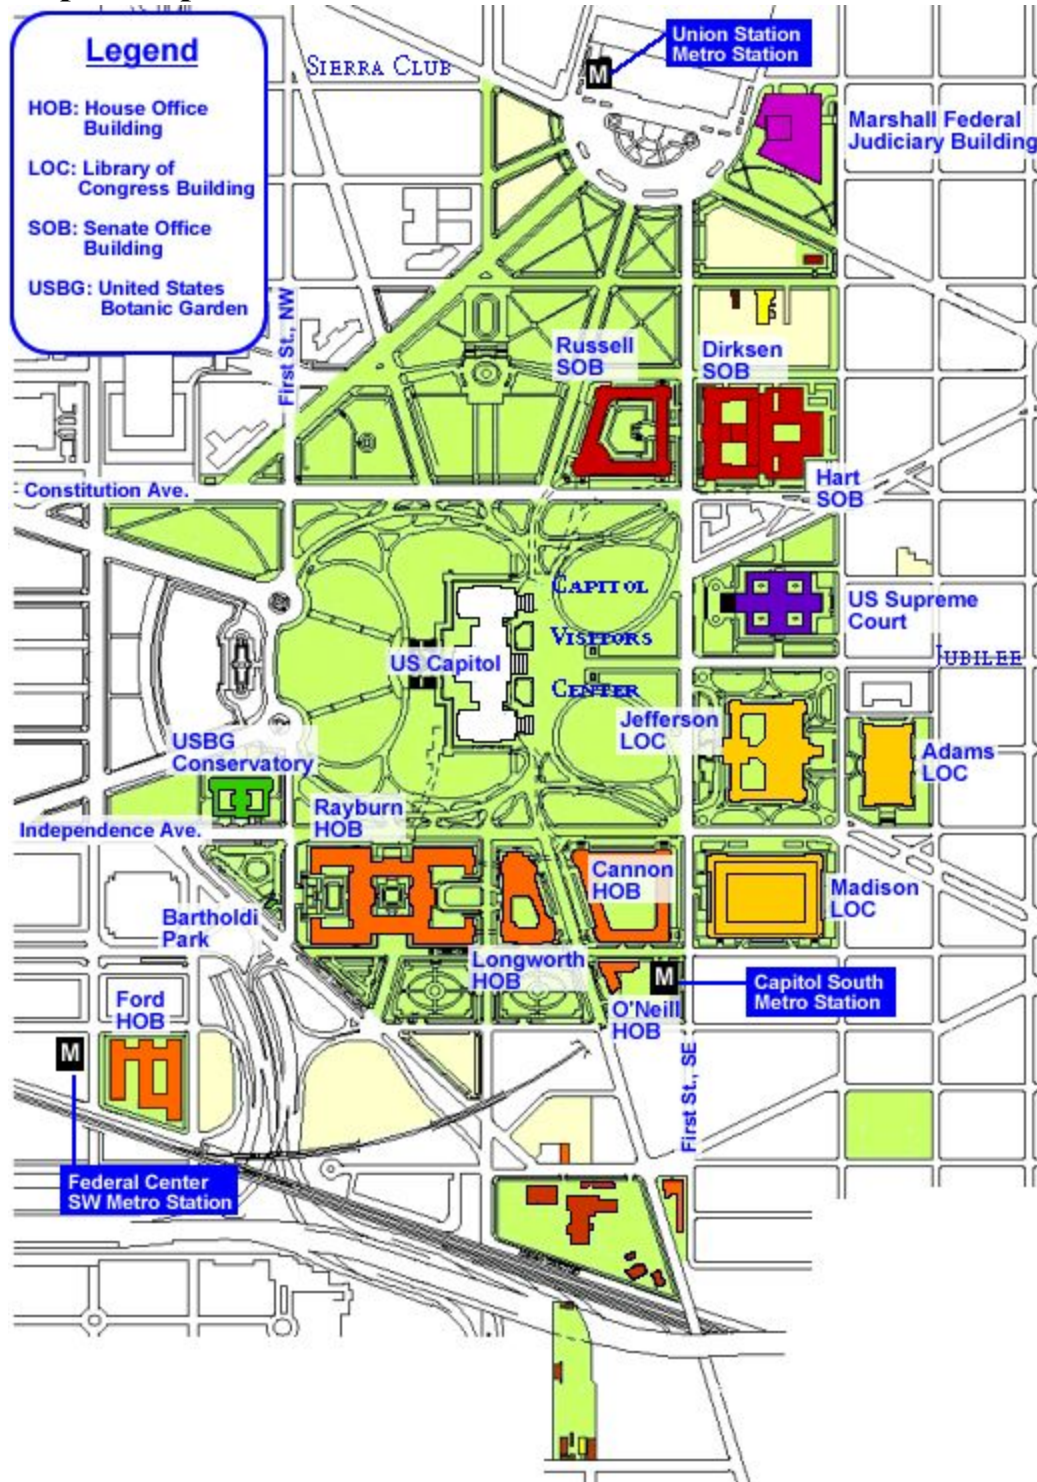 Legend
HOB: House Office
Building
LOC: Library of
Congress Building
SOB: Senate Office
Building
USBG: United States
Botanic Garden
SIERRA CLUB
Union Station
Metro Station
M
Marshall Federal
Judiciary Building
First St., NW
Russell
SOB
Dirksen
SOB
Hart
SOB
Constitution Ave.
CAPITOL
VISITORS
CENTER
US Capitol
US Supreme
Court
JUBILEE
Jefferson
LOC
Adams
LOC
USBG
Conservatory
Rayburn
HOB
Independence Ave.
Cannon
HOB
Madison
LOC
Bartholdi
Park
Longworth
HOB
M
Capitol South
Metro Station
O'Neill
HOB
Ford
HOB
M
First St., SE
Federal Center
SW Metro Station